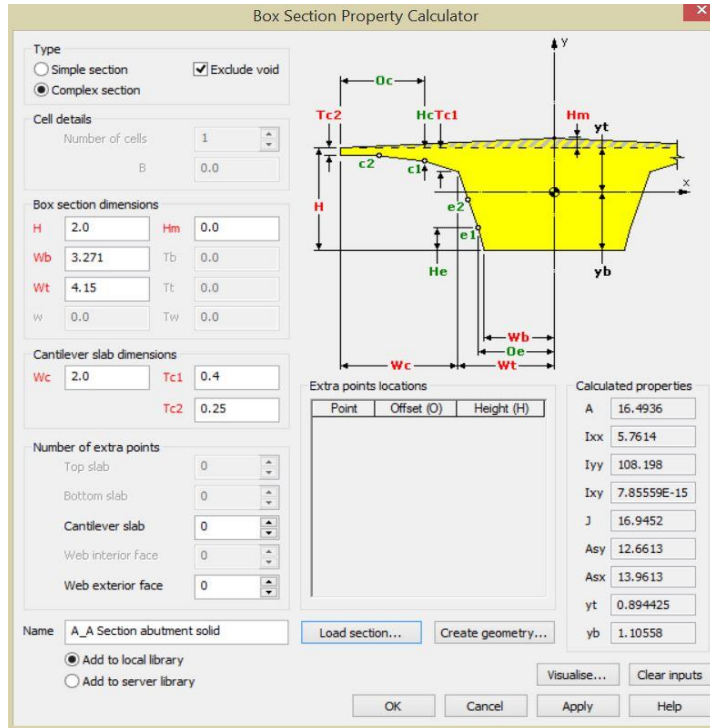 Box Section Property Calculator
Type
Simple section
Exclude void
Complex section
Cell details
Number of cells 1
B 0.0
Box section dimensions
H 2.0 Hm 0.0
Wb 3.271 Tb 0.0
Wt 4.15 Tt 0.0
w 0.0 Tw 0.0
Cantilever slab dimensions
Wc 2.0 Tc1 0.4
Tc2 0.25
Number of extra points
Top slab 0
Bottom slab 0
Cantilever slab 0
Web interior face 0
Web exterior face 0
Name A_A Section abutment solid
Add to local library
Add to server library
y
Oc
Tc2 Hc Tc1 Hm yt
c2 c1
x
H
e2
e1
He
yb
Wb
Oe
Wc Wt
Extra points locations
Point Offset (O) Height (H)
Load section... Create geometry...
Calculated properties
A 16.4936
Ixx 5.7614
Iyy 108.198
Ixy 7.85559E-15
J 16.9452
Asy 12.6613
Asx 13.9613
yt 0.894425
yb 1.10558
Visualise... Clear inputs
OK Cancel Apply Help